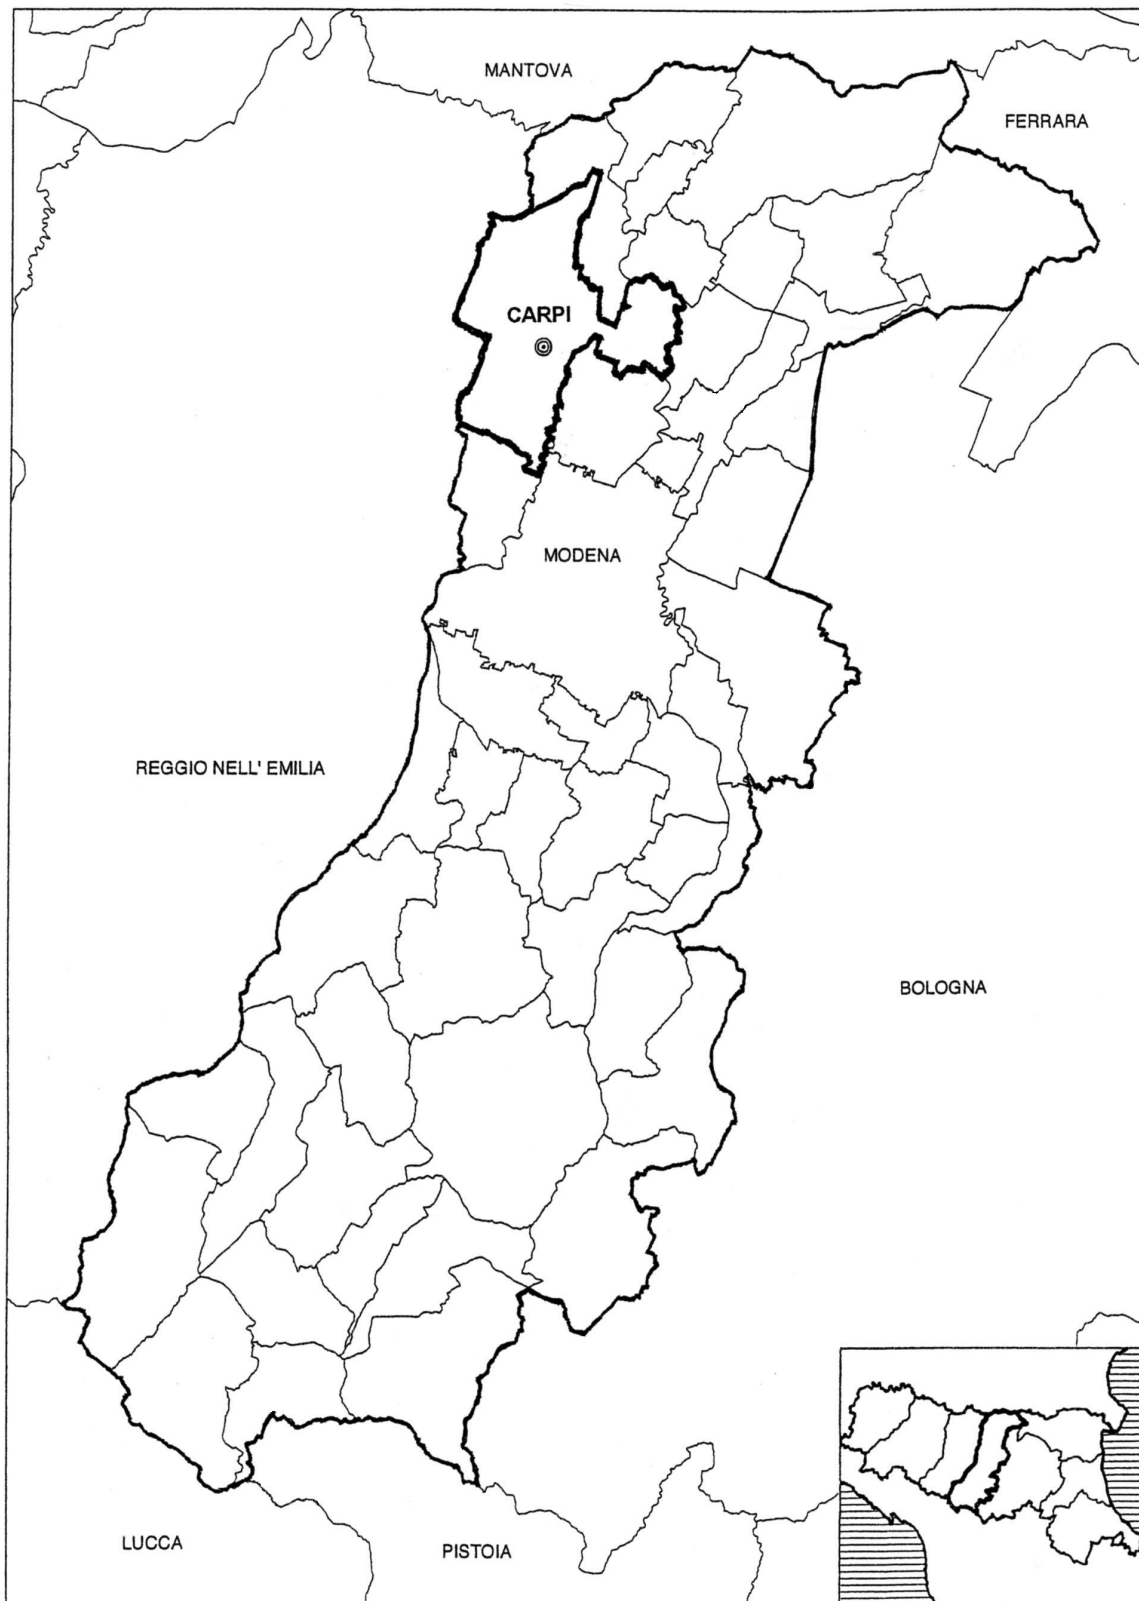 MANTOVA
FERRARA
CARPI
MODENA
REGGIO NELL' EMILIA
BOLOGNA
LUCCA
PISTOIA